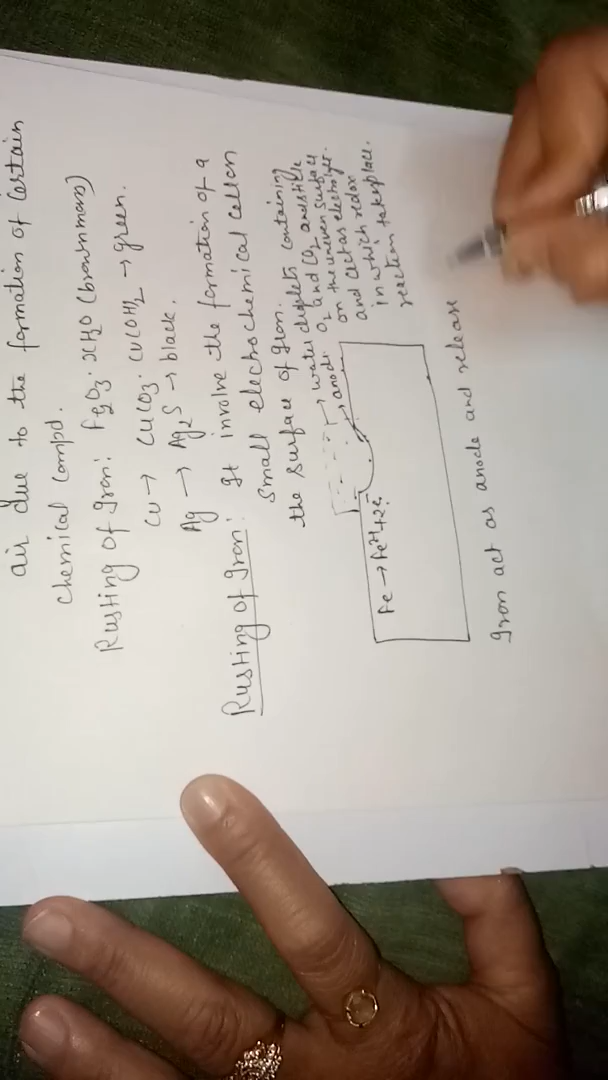 air due to the formation of certain
chemical compd.
Rusting of Iron: Fe2O3·xH2O (brown mass)
Cu → CuCO3·Cu(OH)2 → green.
Ag → Ag2S → black.
Rusting of Iron: It involve the formation of a
Small electrochemical cell on
the surface of Iron.
→ water droplets containing
→ anode O2 and CO2 and
on the uneven surface
and act as electrolyte
in which redox
reaction takes place.
Fe → Fe2+ + 2e
Iron act as anode and release